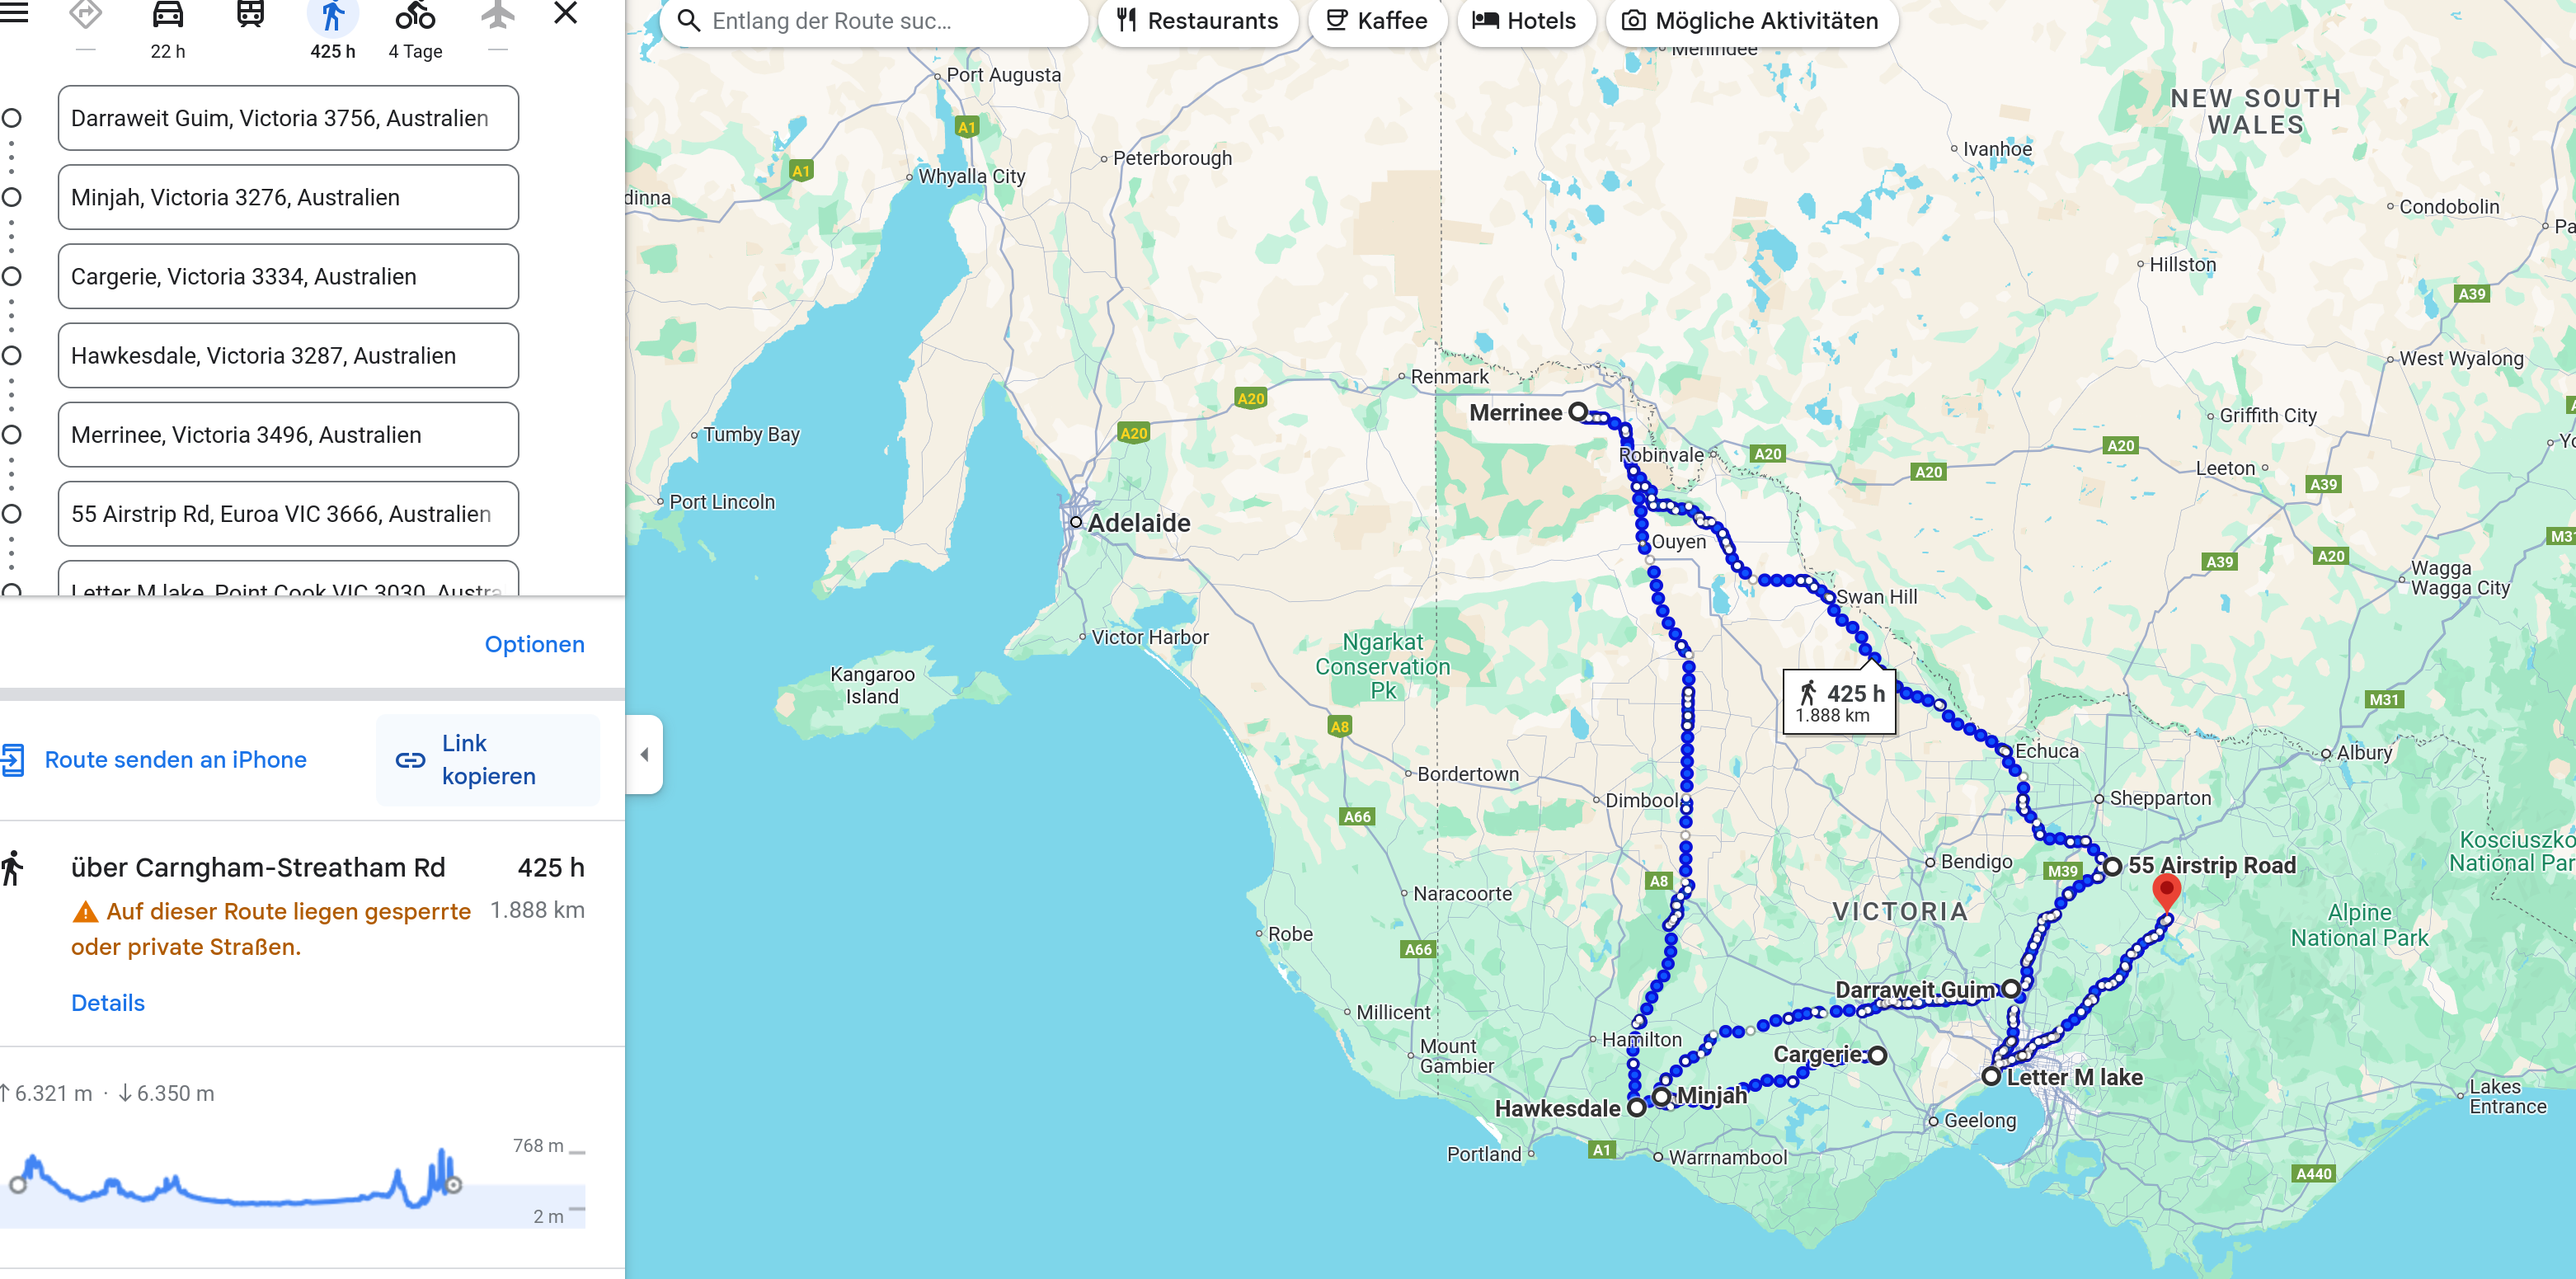 22 h
425 h
4 Tage
Darraweit Guim, Victoria 3756, Australien
Minjah, Victoria 3276, Australien
Cargerie, Victoria 3334, Australien
Hawkesdale, Victoria 3287, Australien
Merrinee, Victoria 3496, Australien
55 Airstrip Rd, Euroa VIC 3666, Australien
Letter M lake, Point Cook VIC 3030, Austra
Optionen
Route senden an iPhone
Link
kopieren
über Carngham-Streatham Rd
425 h
Auf dieser Route liegen gesperrte
1.888 km
oder private Straßen.
Details
6.321 m · 6.350 m
768 m
2 m
Entlang der Route suc...
Restaurants
Kaffee
Hotels
Mögliche Aktivitäten
Menindee
Port Augusta
NEW SOUTH
WALES
A1
Peterborough
Ivanhoe
A1
Whyalla City
dinna
Condobolin
Pa
Hillston
A39
West Wyalong
Renmark
A20
Merrinee
Griffith City
A20
Tumby Bay
Robinvale
A20
A20
A20
Yo
Leeton
A39
Port Lincoln
Adelaide
Ouyen
A39
A20
M31
Wagga
Wagga City
Swan Hill
Victor Harbor
Ngarkat
Conservation
Pk
Kangaroo
Island
425 h
1.888 km
M31
A8
Echuca
Albury
Bordertown
Dimbool
Shepparton
A66
Kosciuszko
National Par
Bendigo
M39
55 Airstrip Road
A8
Naracoorte
VICTORIA
Alpine
National Park
Robe
A66
Darraweit Guim
Millicent
Hamilton
Mount
Gambier
Cargerie
Letter M lake
Minjah
Hawkesdale
Lakes
Entrance
Geelong
Portland
A1
Warrnambool
A440